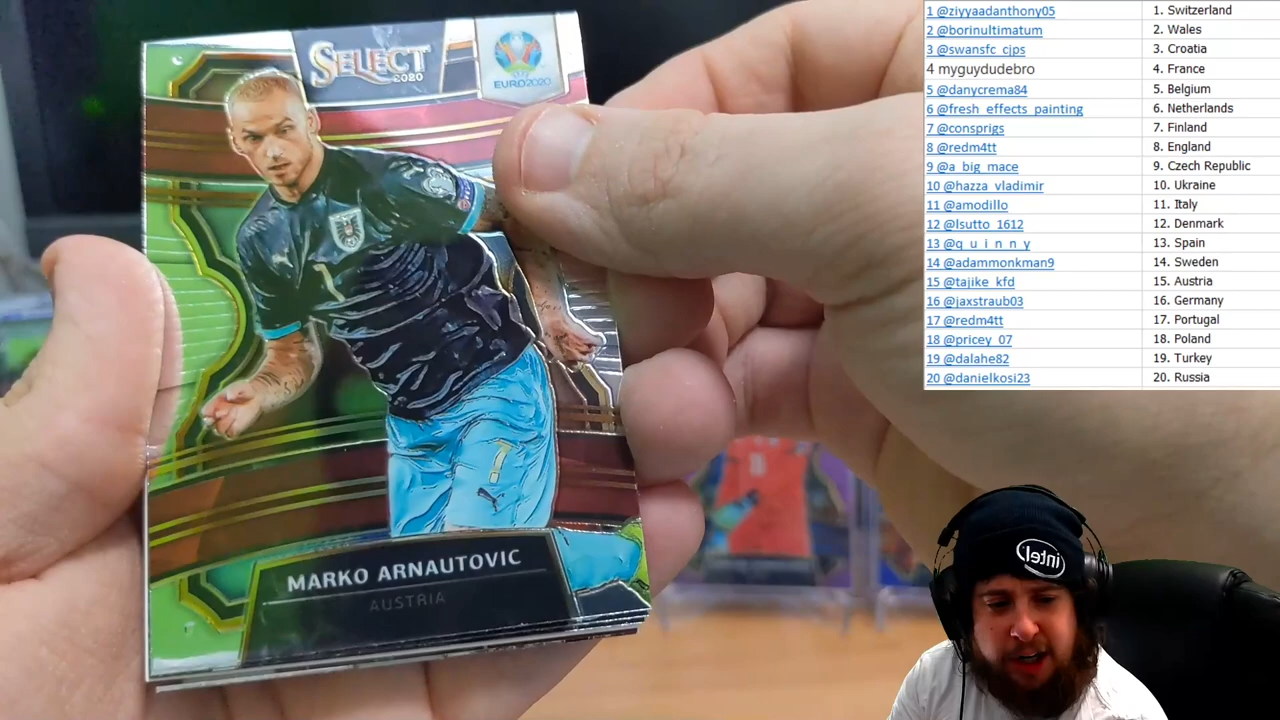 SELECT
2020
EURO2020
7
7
MARKO ARNAUTOVIC
AUSTRIA
1 @ziyyaadanthony05 1. Switzerland
2 @borinultimatum 2. Wales
3 @swansfc_cjps 3. Croatia
4 myguydudebro 4. France
5 @danycrema84 5. Belgium
6 @fresh_effects_painting 6. Netherlands
7 @consprigs 7. Finland
8 @redm4tt 8. England
9 @a_big_mace 9. Czech Republic
10 @hazza_vladimir 10. Ukraine
11 @amodillo 11. Italy
12 @lsutto_1612 12. Denmark
13 @q_u_i_n_n_y 13. Spain
14 @adammonkman9 14. Sweden
15 @tajike_kfd 15. Austria
16 @jaxstraub03 16. Germany
17 @redm4tt 17. Portugal
18 @pricey_07 18. Poland
19 @dalahe82 19. Turkey
20 @danielkosi23 20. Russia
intel